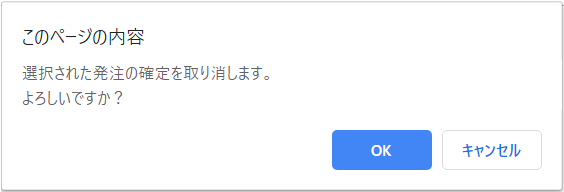 このページの内容
選択された発注の確定を取り消します。
よろしいですか？
OK
キャンセル